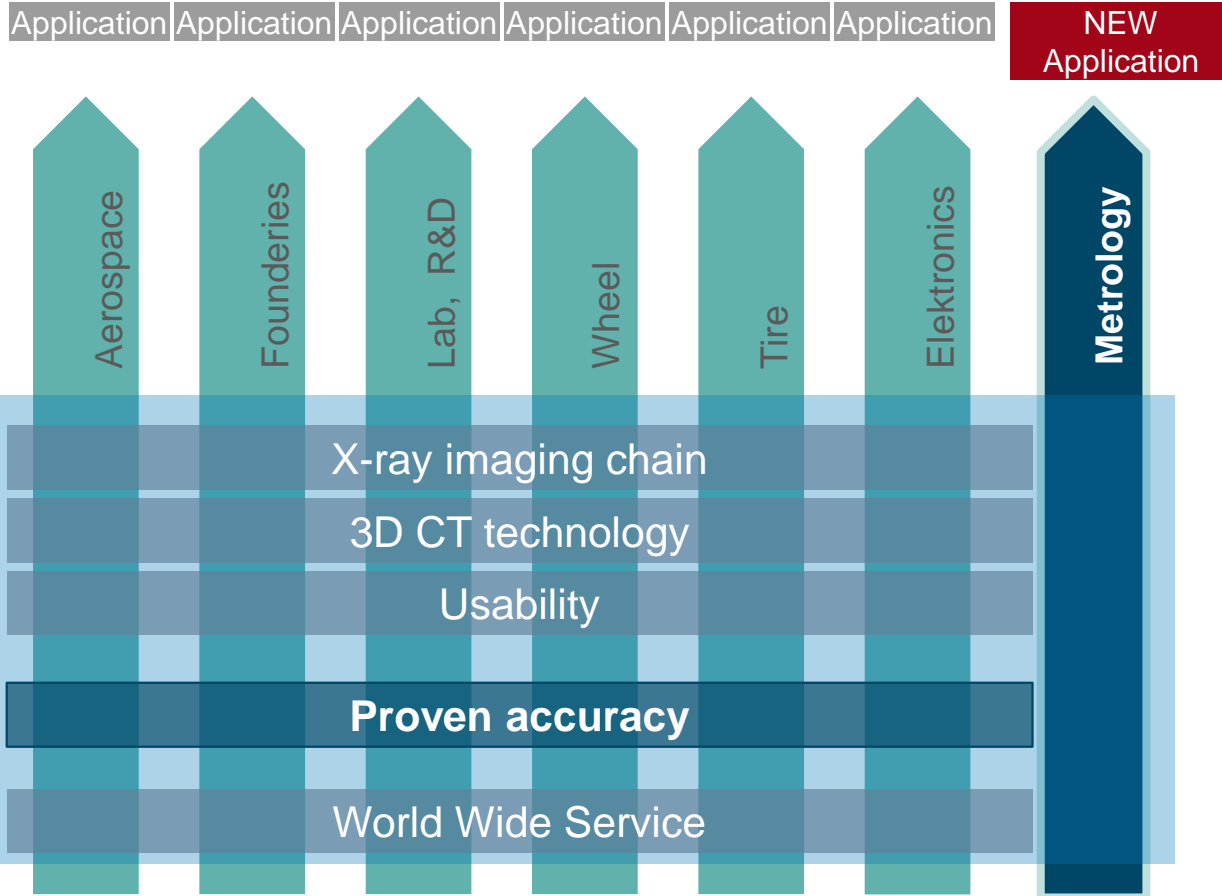 Application Application Application Application Application Application NEW
Application
Aerospace
Founderies
Lab, R&D
Wheel
Tire
Elektronics
Metrology
X-ray imaging chain
3D CT technology
Usability
Proven accuracy
World Wide Service